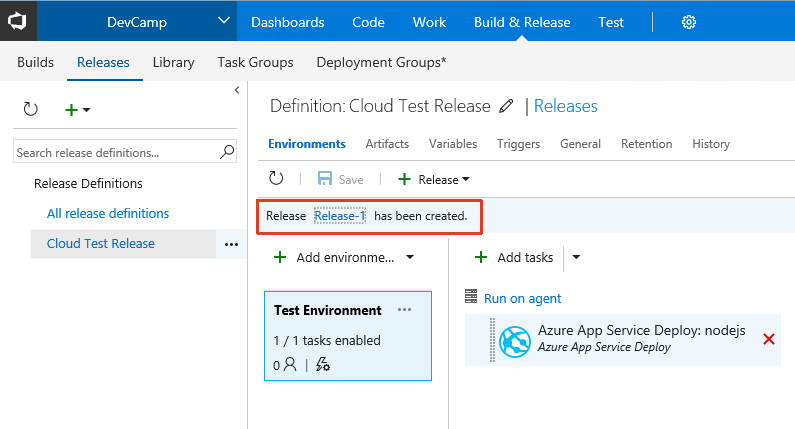 DevCamp Dashboards Code Work Build & Release Test
Builds Releases Library Task Groups Deployment Groups*
Search release definitions...
Release Definitions
All release definitions
Cloud Test Release ...
Definition: Cloud Test Release | Releases
Environments Artifacts Variables Triggers General Retention History
Save Release
Release Release-1 has been created.
Add environme...
Test Environment ...
1 / 1 tasks enabled
0
Add tasks
Run on agent
Azure App Service Deploy: nodejs
Azure App Service Deploy